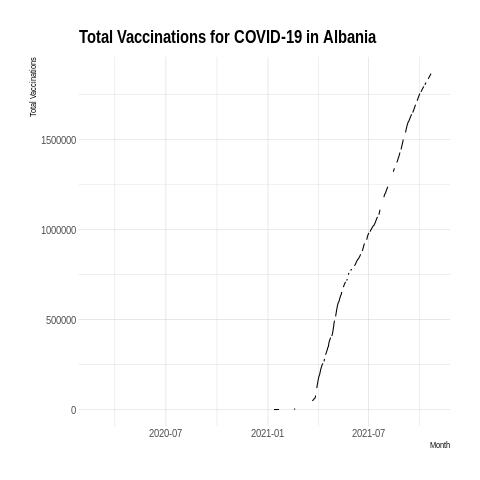 Total Vaccinations for COVID-19 in Albania
Total Vaccinations
1500000
1000000
500000
0
2020-07 2021-01 2021-07
Month